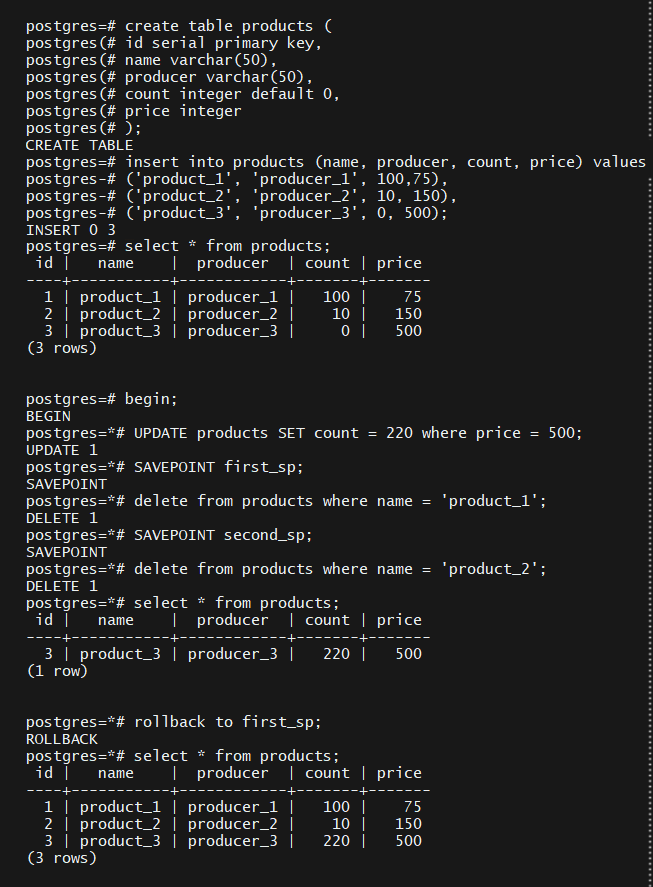 postgres=# create table products (
postgres(# id serial primary key,
postgres(# name varchar(50),
postgres(# producer varchar(50),
postgres(# count integer default 0,
postgres(# price integer
postgres(# );
CREATE TABLE
postgres=# insert into products (name, producer, count, price) values
postgres-# ('product_1', 'producer_1', 100,75),
postgres-# ('product_2', 'producer_2', 10, 150),
postgres-# ('product_3', 'producer_3', 0, 500);
INSERT 0 3
postgres=# select * from products;
 id |   name    |  producer  | count | price
----+-----------+------------+-------+-------
  1 | product_1 | producer_1 |   100 |    75
  2 | product_2 | producer_2 |    10 |   150
  3 | product_3 | producer_3 |     0 |   500
(3 rows)
postgres=# begin;
BEGIN
postgres=*# UPDATE products SET count = 220 where price = 500;
UPDATE 1
postgres=*# SAVEPOINT first_sp;
SAVEPOINT
postgres=*# delete from products where name = 'product_1';
DELETE 1
postgres=*# SAVEPOINT second_sp;
SAVEPOINT
postgres=*# delete from products where name = 'product_2';
DELETE 1
postgres=*# select * from products;
 id |   name    |  producer  | count | price
----+-----------+------------+-------+-------
  3 | product_3 | producer_3 |   220 |   500
(1 row)
postgres=*# rollback to first_sp;
ROLLBACK
postgres=*# select * from products;
 id |   name    |  producer  | count | price
----+-----------+------------+-------+-------
  1 | product_1 | producer_1 |   100 |    75
  2 | product_2 | producer_2 |    10 |   150
  3 | product_3 | producer_3 |   220 |   500
(3 rows)